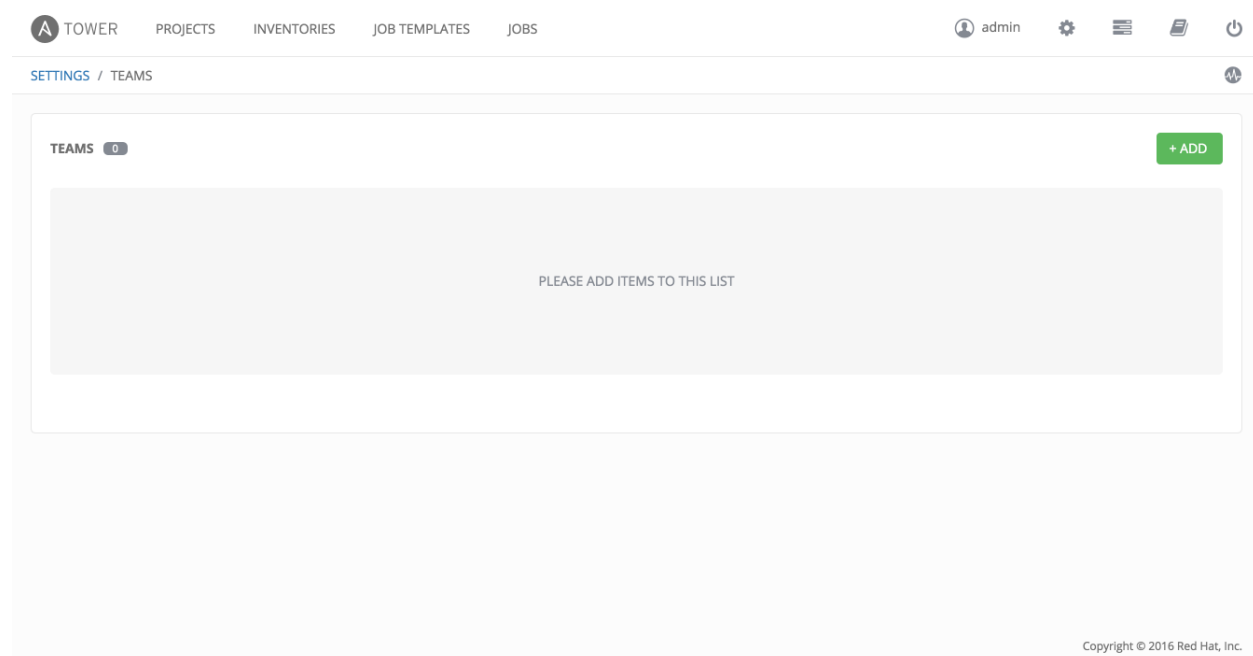 A TOWER PROJECTS INVENTORIES JOB TEMPLATES JOBS admin
SETTINGS / TEAMS
TEAMS 0 + ADD
PLEASE ADD ITEMS TO THIS LIST
Copyright © 2016 Red Hat, Inc.